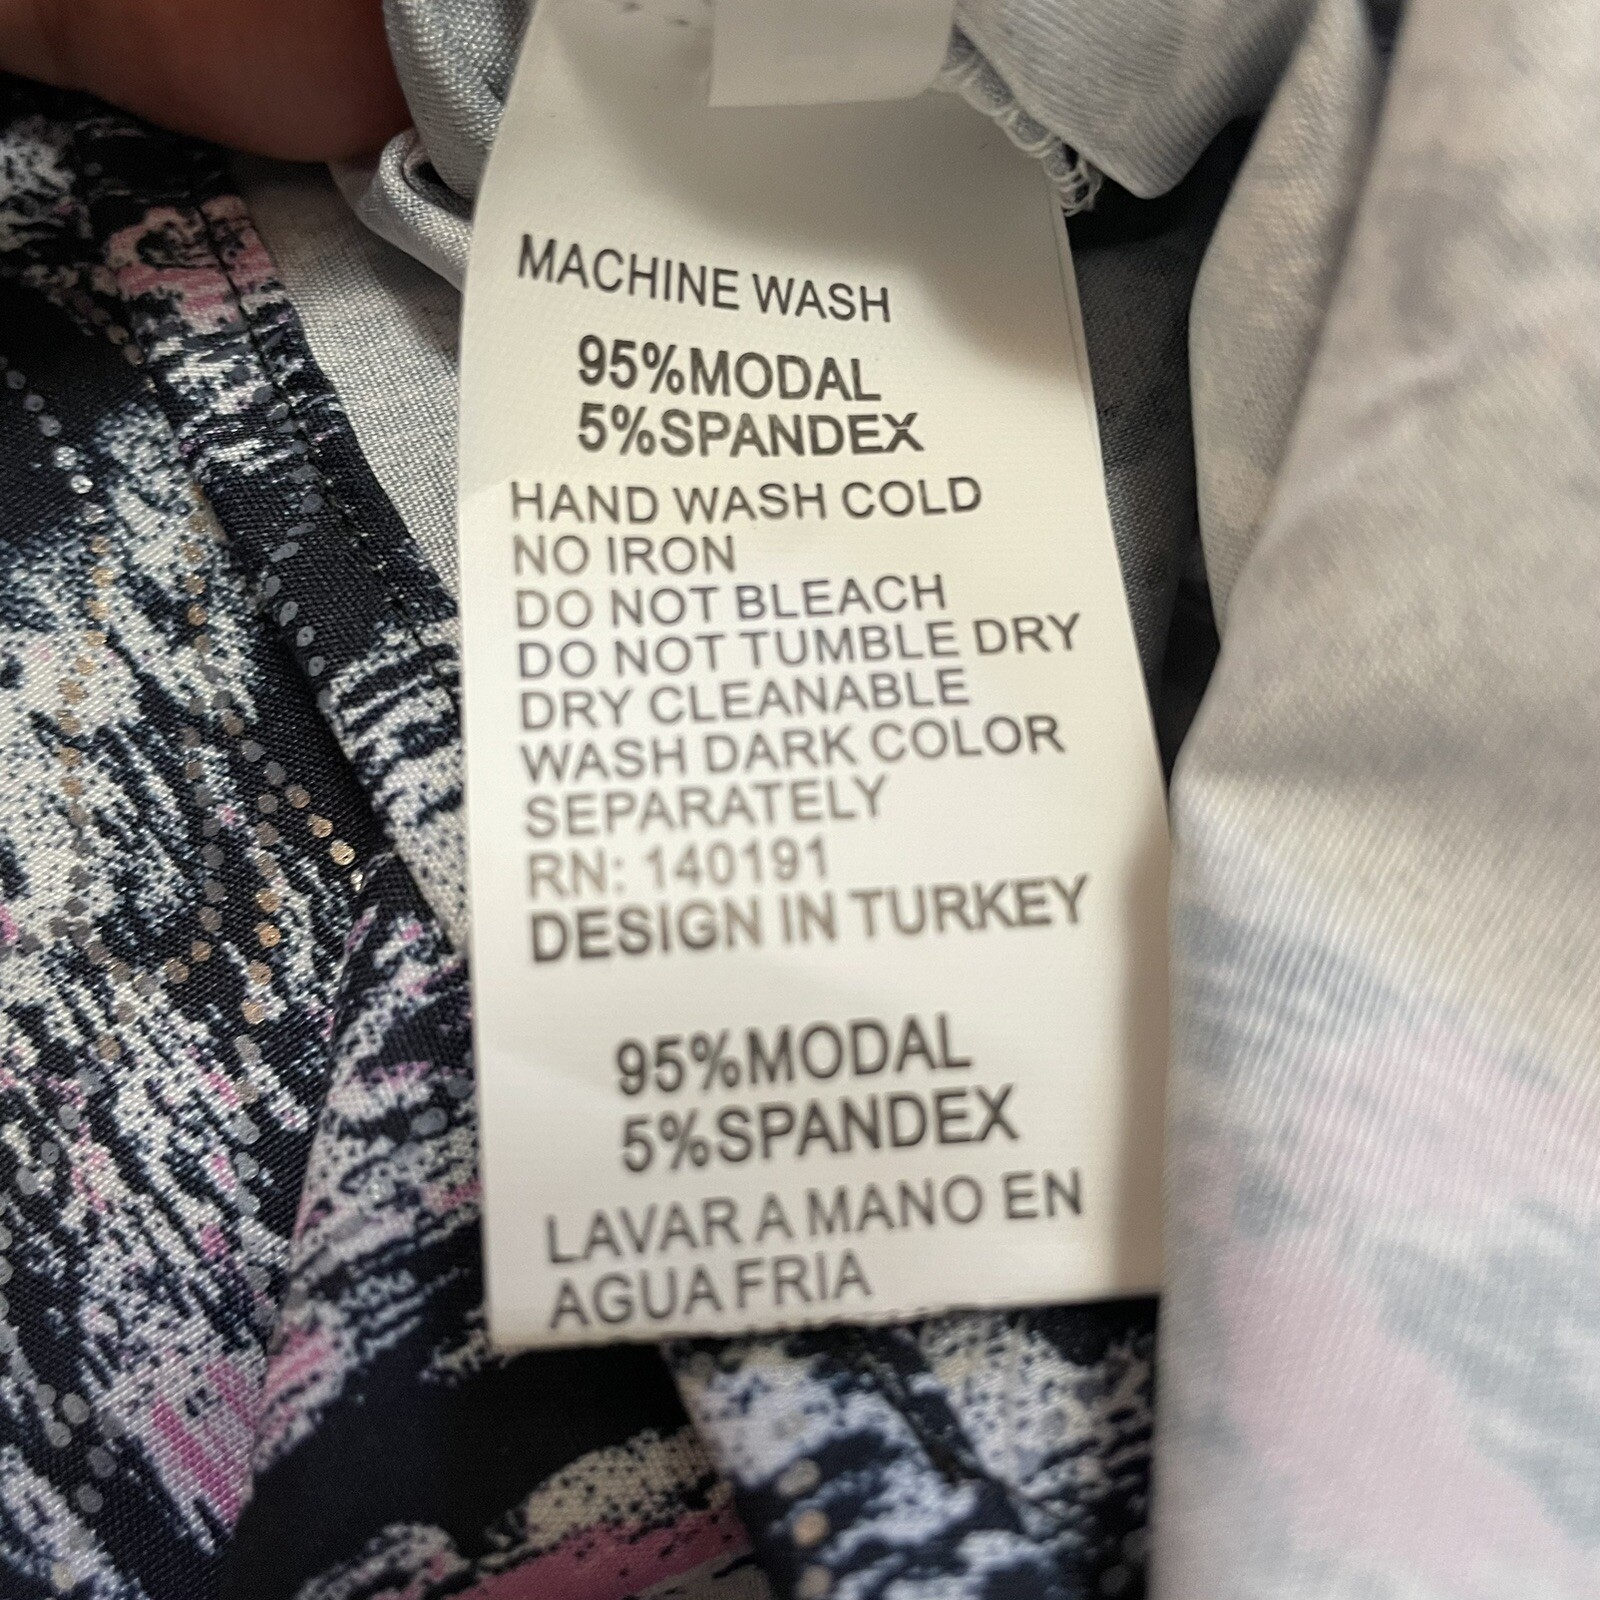 MACHINE WASH
95%MODAL
5%SPANDEX
HAND WASH COLD
NO IRON
DO NOT BLEACH
DO NOT TUMBLE DRY
DRY CLEANABLE
WASH DARK COLOR
SEPARATELY
RN: 140191
DESIGN IN TURKEY
95%MODAL
5%SPANDEX
LAVAR A MANO EN
AGUA FRIA